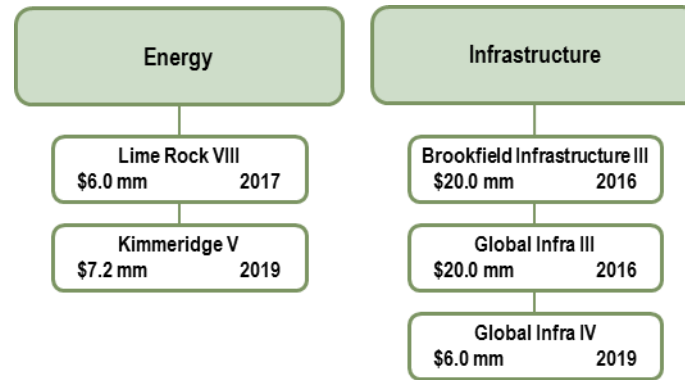 Energy
Lime Rock VIII
$6.0 mm 2017
Kimmeridge V
$7.2 mm 2019
Infrastructure
Brookfield Infrastructure III
$20.0 mm 2016
Global Infra III
$20.0 mm 2016
Global Infra IV
$6.0 mm 2019